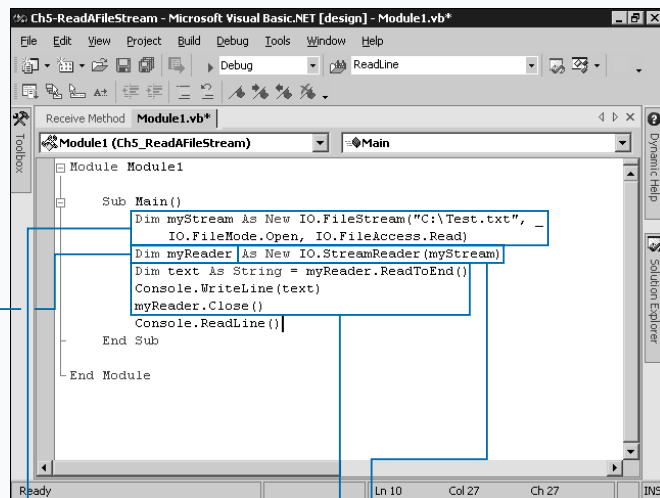 Ch5-ReadAFileStream - Microsoft Visual Basic.NET [design] - Module1.vb*
File Edit View Project Build Debug Tools Window Help
Debug ReadLine
Receive Method Module1.vb*
Module1 (Ch5_ReadAFileStream) Main
Toolbox
Dynamic Help
Solution Explorer
Module Module1
Sub Main()
Dim myStream As New IO.FileStream("C:\Test.txt", _
IO.FileMode.Open, IO.FileAccess.Read)
Dim myReader As New IO.StreamReader(myStream)
Dim text As String = myReader.ReadToEnd()
Console.WriteLine(text)
myReader.Close()
Console.ReadLine()
End Sub
End Module
Ready Ln 10 Col 27 Ch 27 INS